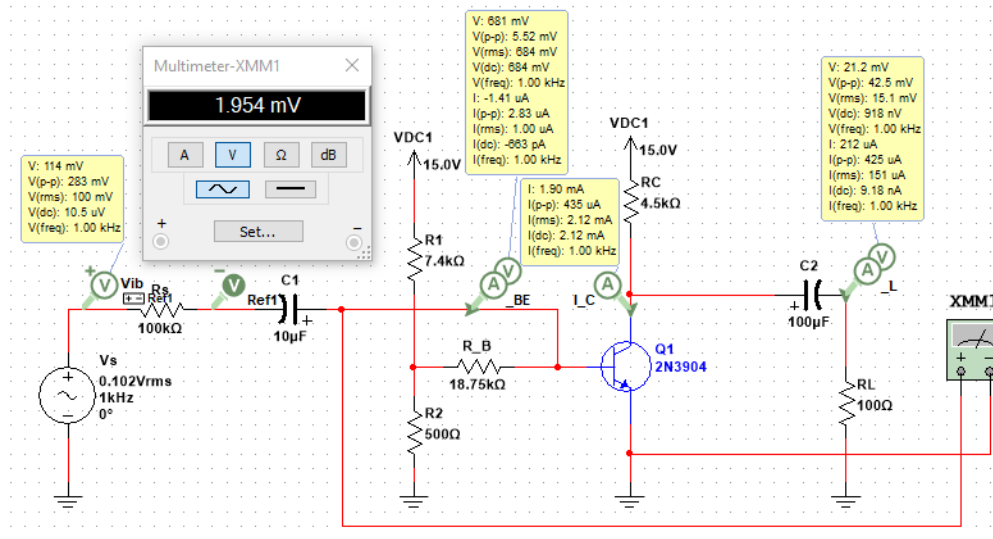 Multimeter-XMM1
1.954 mV
A
V
Ω
dB
Set...
+
-
V: 114 mV
V(p-p): 283 mV
V(rms): 100 mV
V(dc): 10.5 uV
V(freq): 1.00 kHz
V: 681 mV
V(p-p): 5.52 mV
V(rms): 684 mV
V(dc): 684 mV
V(freq): 1.00 kHz
I: -1.41 uA
I(p-p): 2.83 uA
I(rms): 1.00 uA
I(dc): -663 pA
I(freq): 1.00 kHz
I: 1.90 mA
I(p-p): 435 uA
I(rms): 2.12 mA
I(dc): 2.12 mA
I(freq): 1.00 kHz
V: 21.2 mV
V(p-p): 42.5 mV
V(rms): 15.1 mV
V(dc): 918 nV
V(freq): 1.00 kHz
I: 212 uA
I(p-p): 425 uA
I(rms): 151 uA
I(dc): 9.18 nA
I(freq): 1.00 kHz
VDC1
15.0V
VDC1
15.0V
RC
4.5kΩ
R1
7.4kΩ
+
V
Vib
Ref1
Rs
100kΩ
-
V
Ref1
C1
+
10µF
A
V
_BE
I_C
A
C2
+
100µF
A
V
_L
XMM1
+
-
Vs
0.102Vrms
1kHz
0°
R_B
18.75kΩ
Q1
2N3904
R2
500Ω
RL
100Ω